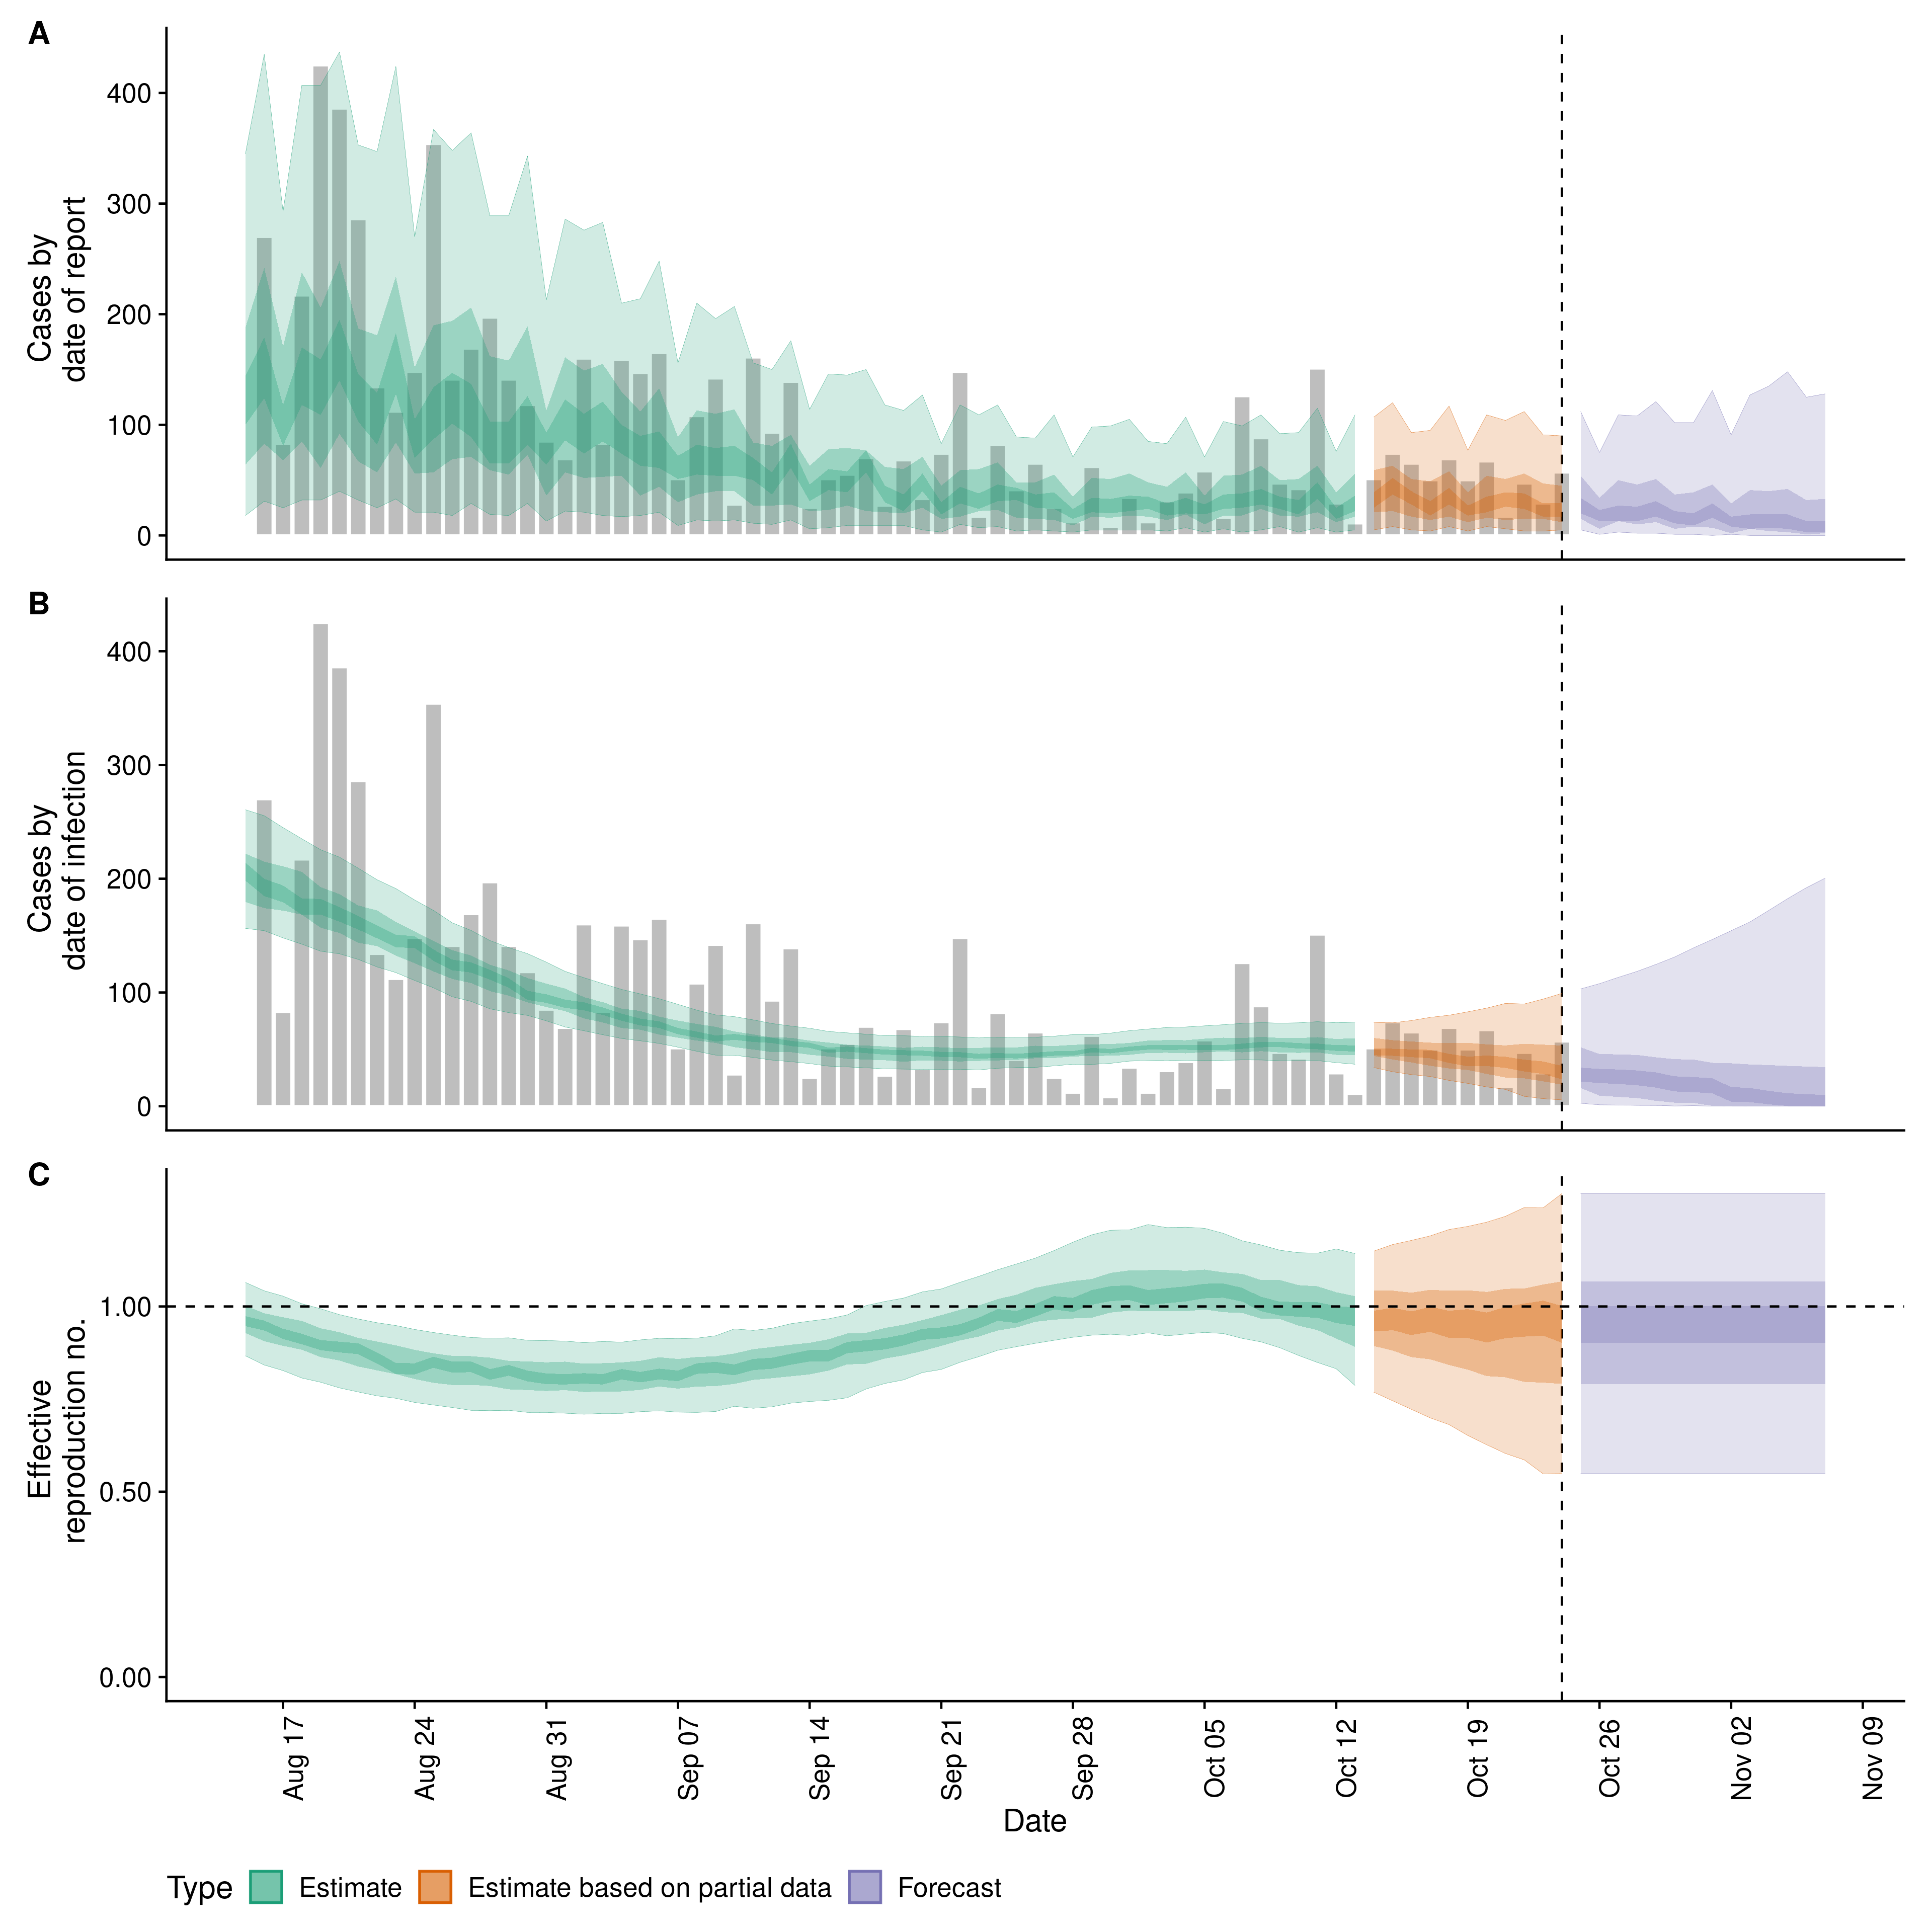 A
Cases by
date of report
400
300
200
100
0
B
Cases by
date of infection
400
300
200
100
0
C
Effective
reproduction no.
1.00
0.50
0.00
Aug 17
Aug 24
Aug 31
Sep 07
Sep 14
Sep 21
Sep 28
Oct 05
Oct 12
Oct 19
Oct 26
Nov 02
Nov 09
Date
Type Estimate Estimate based on partial data Forecast